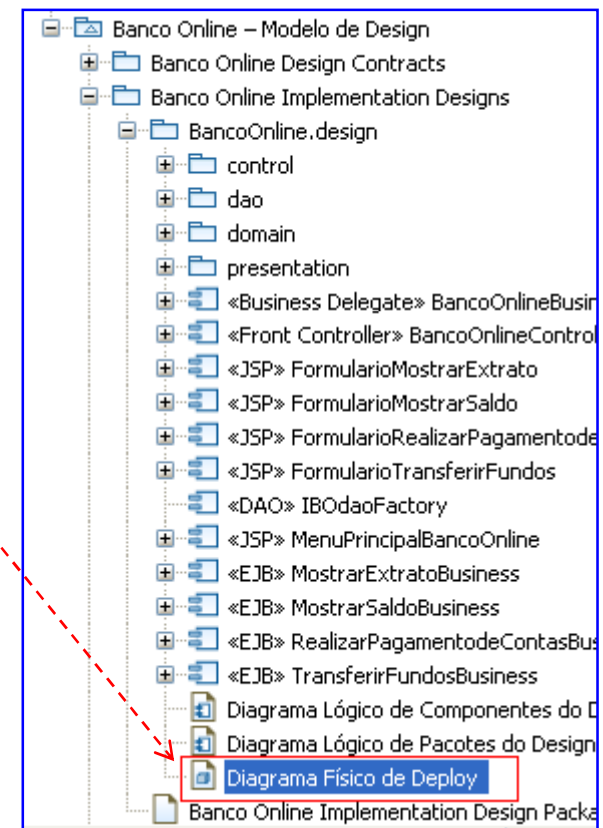 Banco Online – Modelo de Design
Banco Online Design Contracts
Banco Online Implementation Designs
BancoOnline.design
control
dao
domain
presentation
«Business Delegate» BancoOnlineBusin
«Front Controller» BancoOnlineControl
«JSP» FormularioMostrarExtrato
«JSP» FormularioMostrarSaldo
«JSP» FormularioRealizarPagamentode
«JSP» FormularioTransferirFundos
«DAO» IBOdaoFactory
«JSP» MenuPrincipalBancoOnline
«EJB» MostrarExtratoBusiness
«EJB» MostrarSaldoBusiness
«EJB» RealizarPagamentodeContasBus
«EJB» TransferirFundosBusiness
Diagrama Lógico de Componentes do D
Diagrama Lógico de Pacotes do Design
Diagrama Físico de Deploy
Banco Online Implementation Design Packa